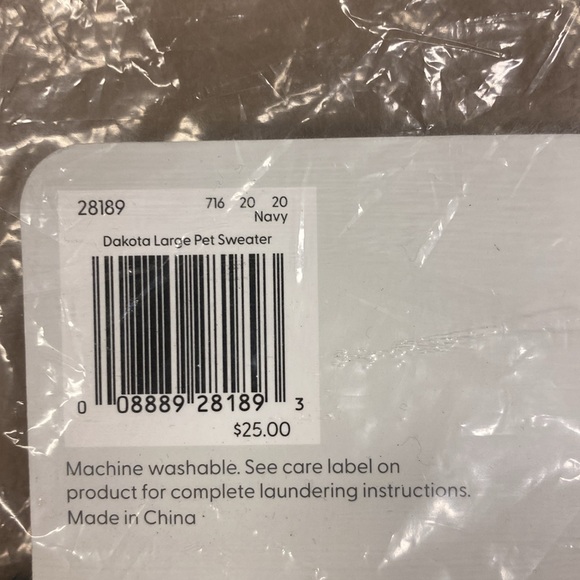 28189 716 20 20
Navy
Dakota Large Pet Sweater
0 08889 28189 3
$25.00
Machine washable. See care label on
product for complete laundering instructions.
Made in China